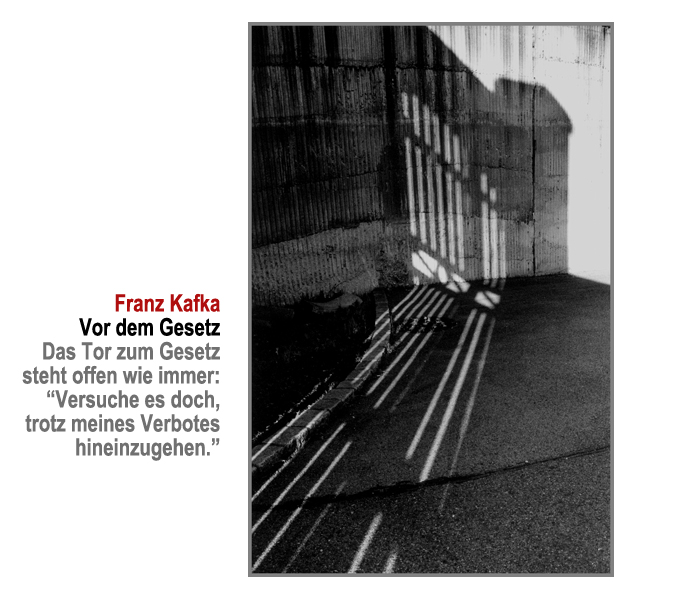 Franz Kafka
Vor dem Gesetz
Das Tor zum Gesetz
steht offen wie immer:
“Versuche es doch,
trotz meines Verbotes
hineinzugehen.”